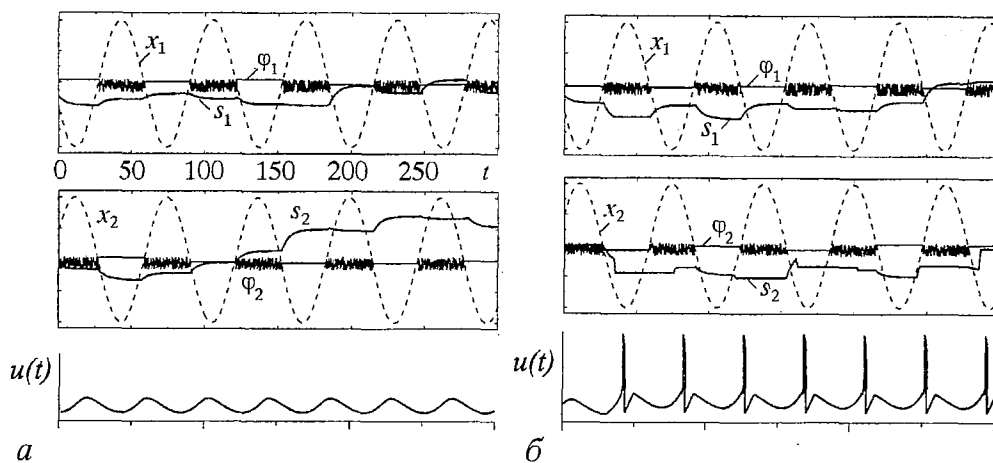 x₁ φ₁ s₁
0 50 100 150 200 250 t
x₂ s₂ φ₂
u(t)
а
x₁ φ₁ s₁
x₂ φ₂ s₂
u(t)
б